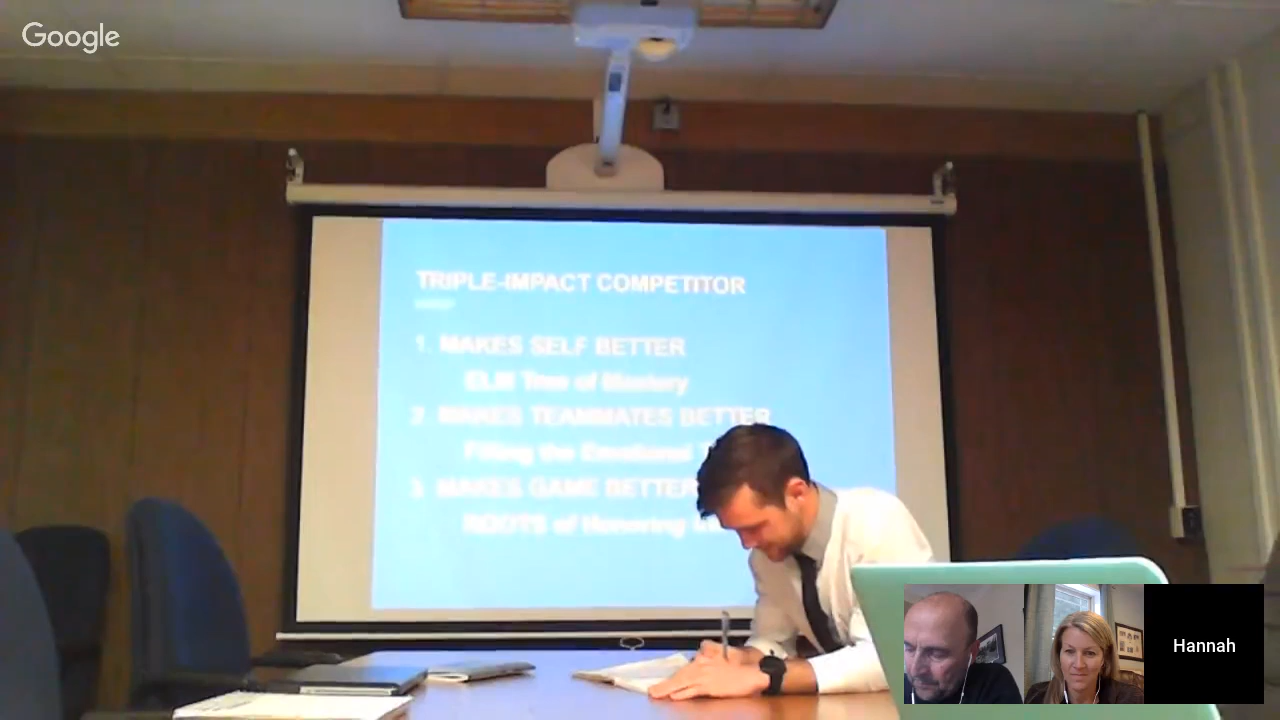 Google
TRIPLE-IMPACT COMPETITOR
1. MAKES SELF BETTER
ELM Tree of Mastery
2. MAKES TEAMMATES BETTER
Filling the Emotional
3. MAKES GAME BETTER
ROOTS of Honoring
Hannah